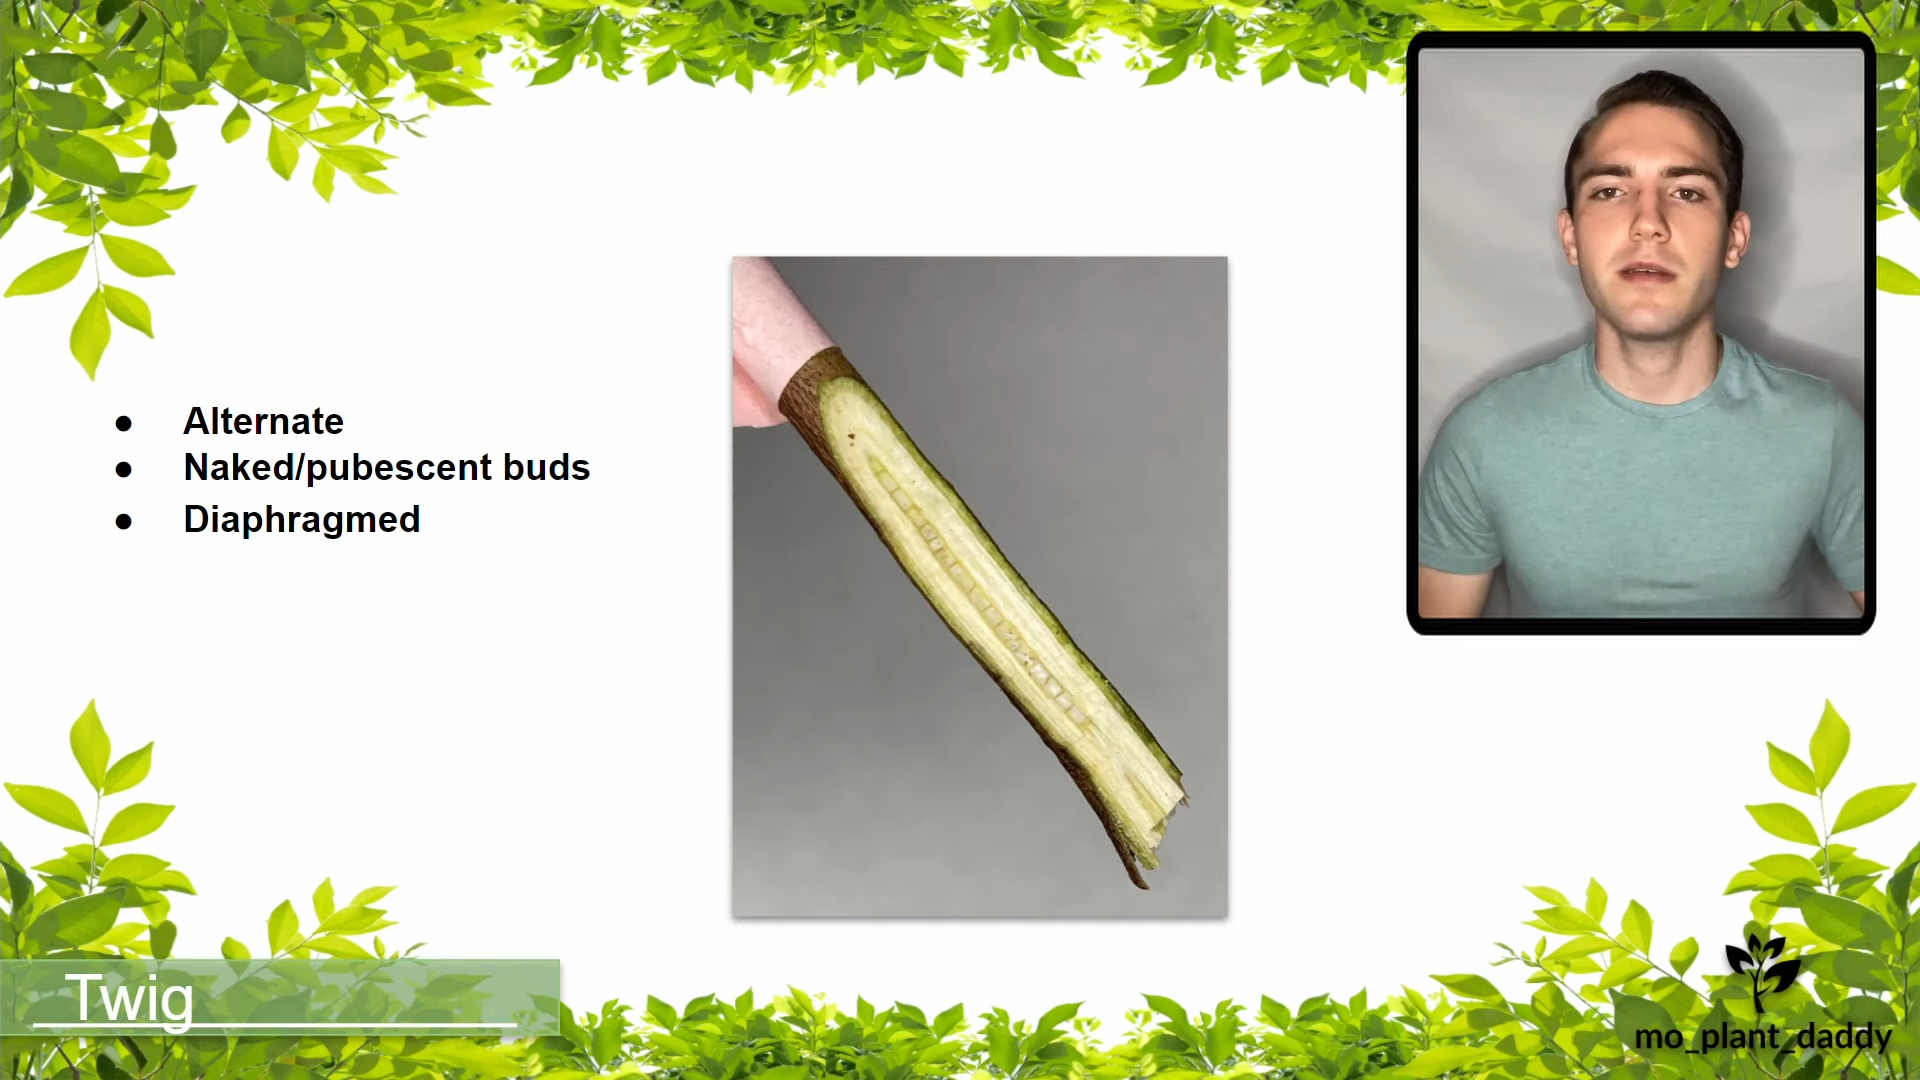 Alternate
Naked/pubescent buds
Diaphragmed
Twig
mo_plant_daddy